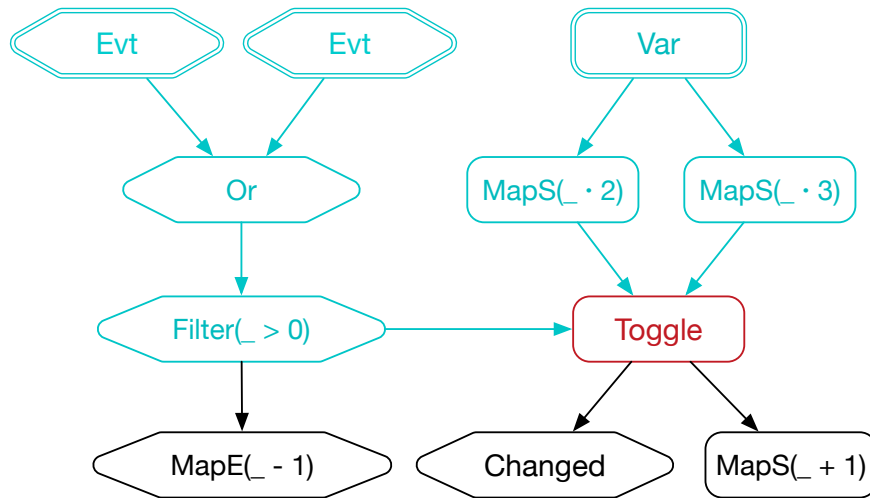 Evt
Evt
Var
Or
MapS(_ · 2)
MapS(_ · 3)
Filter(_ > 0)
Toggle
MapE(_ - 1)
Changed
MapS(_ + 1)